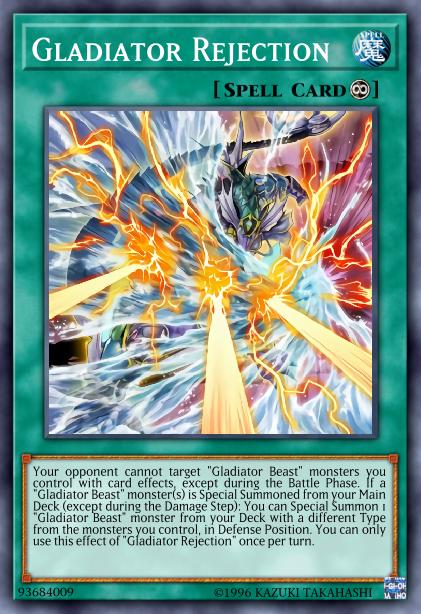 GLADIATOR REJECTION
SPELL
魔
[SPELL CARD]
Your opponent cannot target "Gladiator Beast" monsters you
control with card effects, except during the Battle Phase. If a
"Gladiator Beast" monster(s) is Special Summoned from your Main
Deck (except during the Damage Step): You can Special Summon 1
"Gladiator Beast" monster from your Deck with a different Type
from the monsters you control, in Defense Position. You can only
use this effect of "Gladiator Rejection" once per turn.
93684009 ©1996 KAZUKI TAKAHASHI